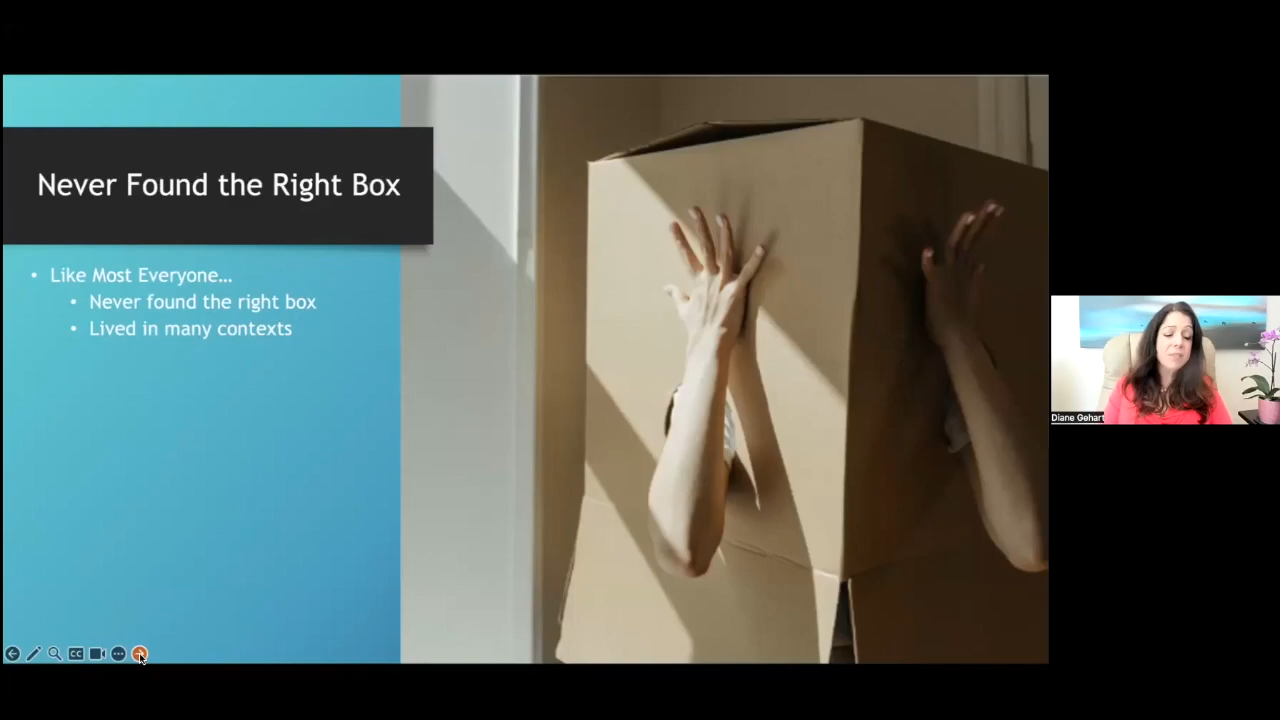 Never Found the Right Box
• Like Most Everyone…
• Never found the right box
• Lived in many contexts
CC
Diane Gehart